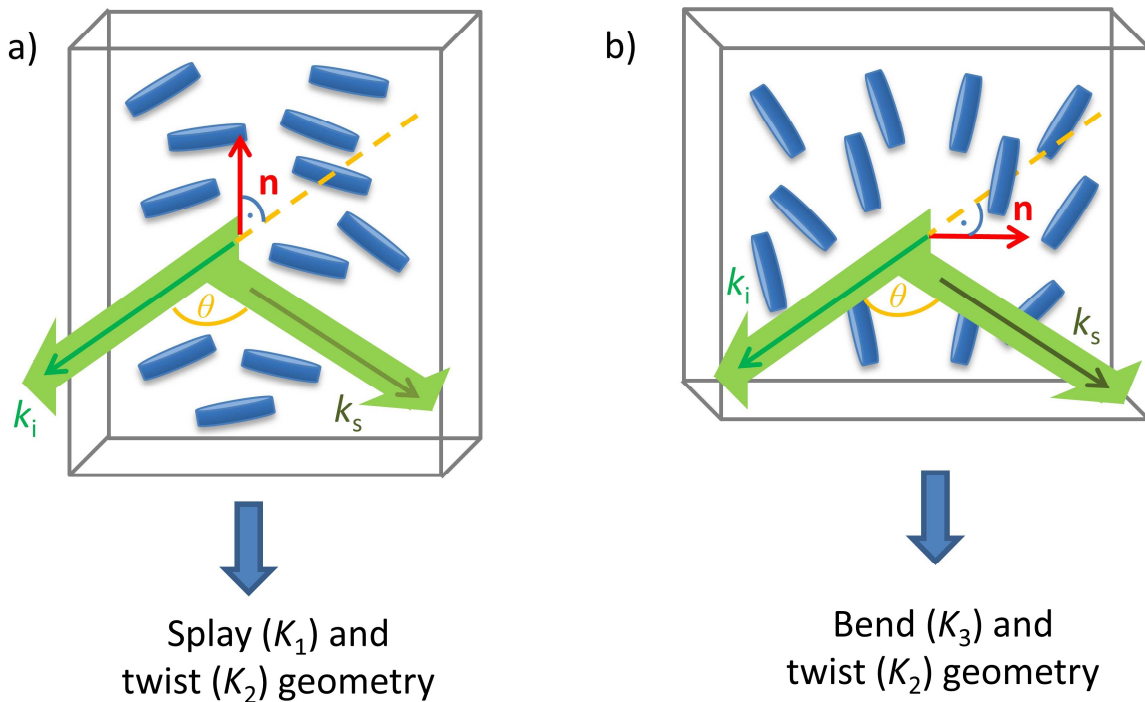 a)
n
θ
kᵢ
kₛ
Splay (K₁) and
twist (K₂) geometry
b)
n
kᵢ
θ
kₛ
Bend (K₃) and
twist (K₂) geometry